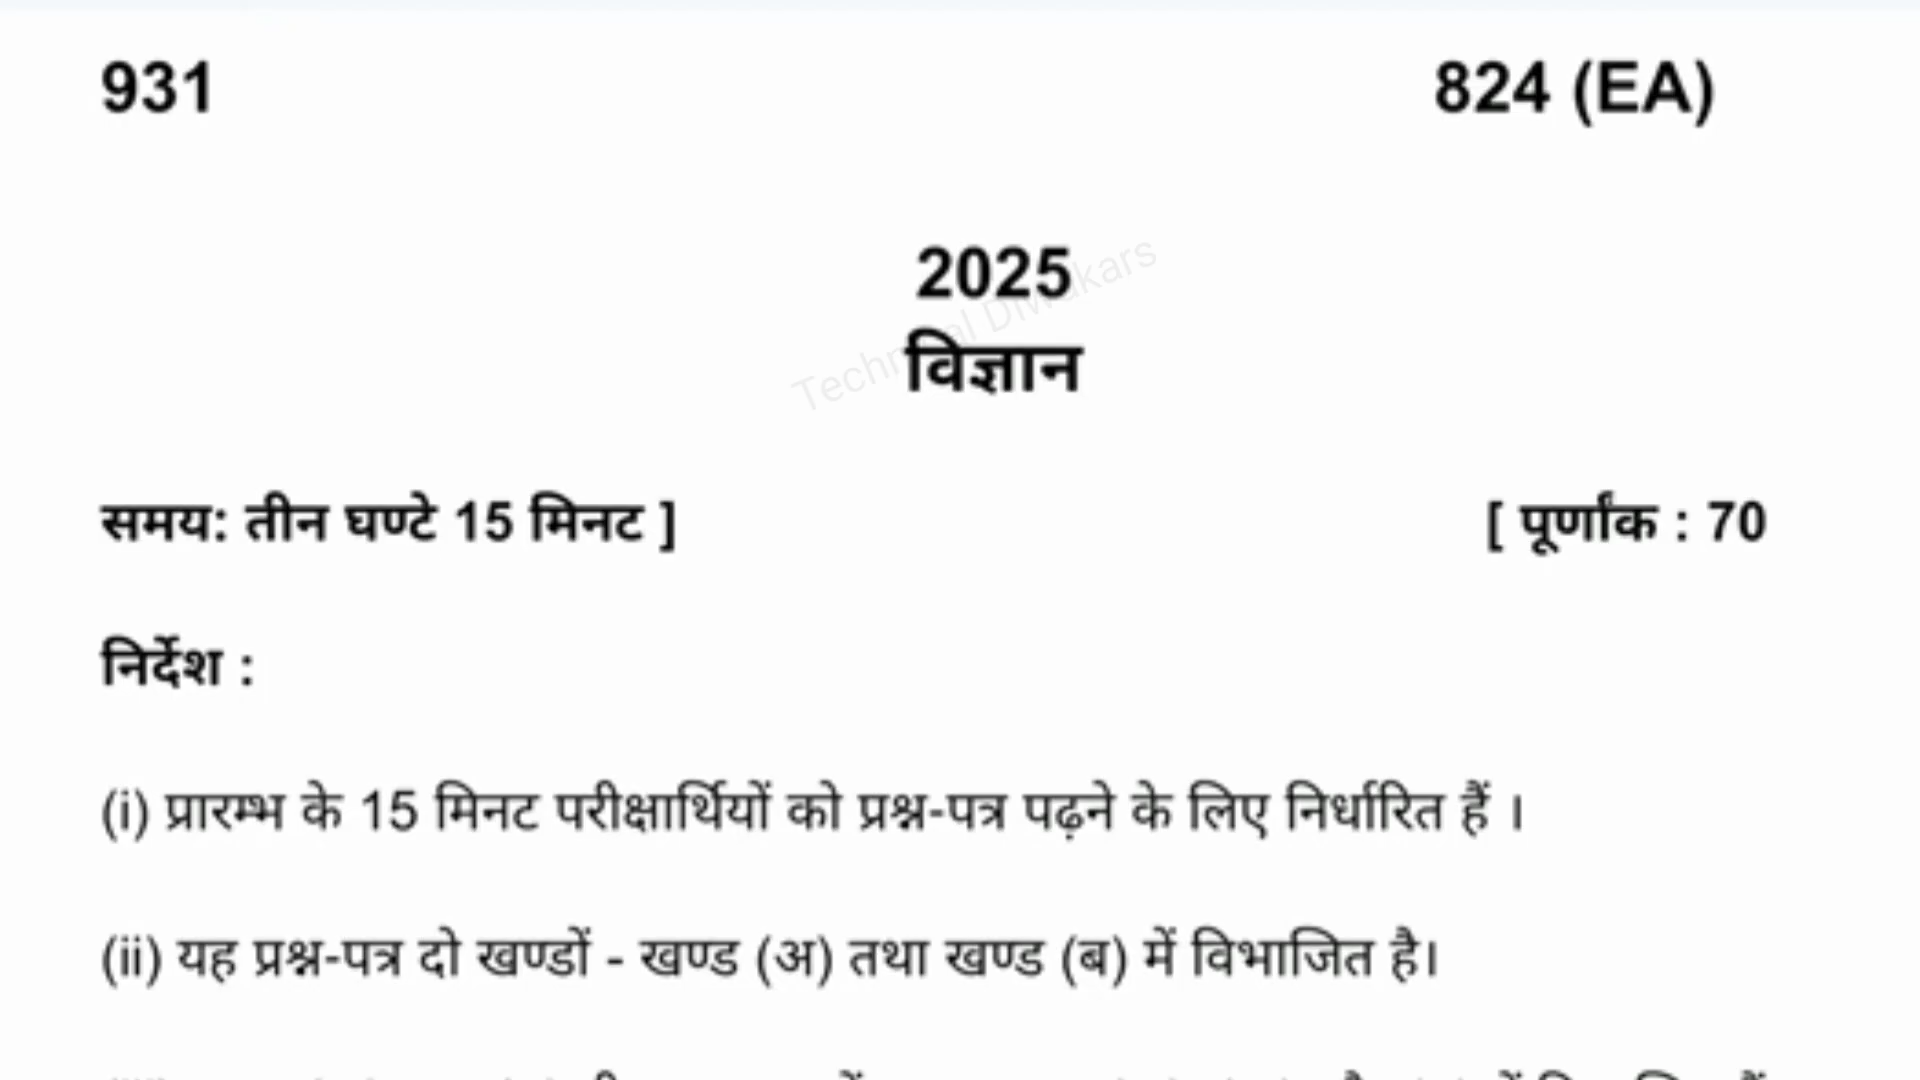 931 824 (EA)
2025
विज्ञान
समय: तीन घण्टे 15 मिनट ] [ पूर्णांक : 70
निर्देश :
(i) प्रारम्भ के 15 मिनट परीक्षार्थियों को प्रश्न-पत्र पढ़ने के लिए निर्धारित हैं ।
(ii) यह प्रश्न-पत्र दो खण्डों - खण्ड (अ) तथा खण्ड (ब) में विभाजित है।